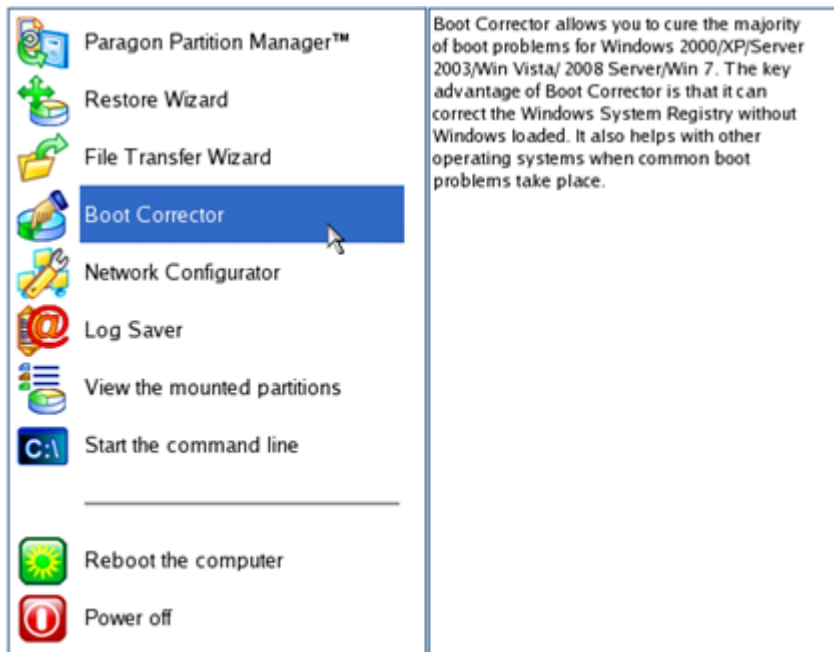 Paragon Partition Manager™
Restore Wizard
File Transfer Wizard
Boot Corrector
Network Configurator
@
Log Saver
View the mounted partitions
C:\
Start the command line
Reboot the computer
Power off
Boot Corrector allows you to cure the majority
of boot problems for Windows 2000/XP/Server
2003/Win Vista/ 2008 Server/Win 7. The key
advantage of Boot Corrector is that it can
correct the Windows System Registry without
Windows loaded. It also helps with other
operating systems when common boot
problems take place.